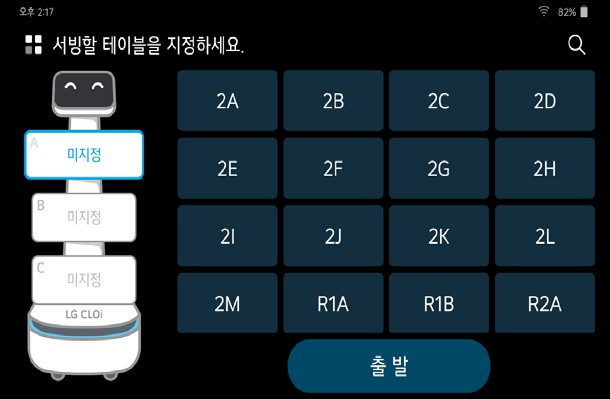 오후 2:17
82%
서빙할 테이블을 지정하세요.
A
미지정
B
미지정
C
미지정
LG CLOi
2A 2B 2C 2D
2E 2F 2G 2H
2I 2J 2K 2L
2M R1A R1B R2A
출 발